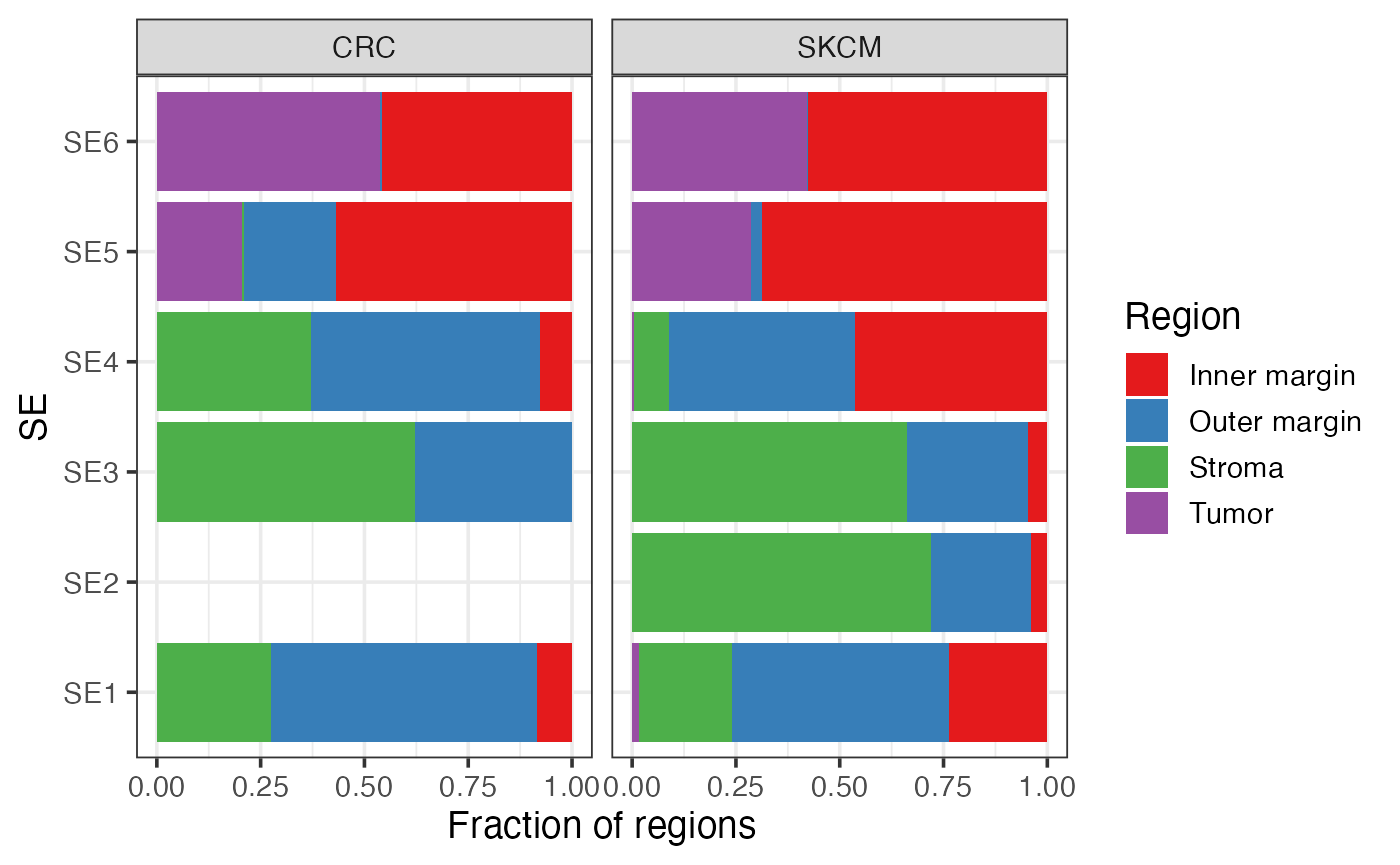 CRC
SKCM
SE
SE6
SE5
SE4
SE3
SE2
SE1
0.00 0.25 0.50 0.75 1.00
0.00 0.25 0.50 0.75 1.00
Fraction of regions
Region
Inner margin
Outer margin
Stroma
Tumor